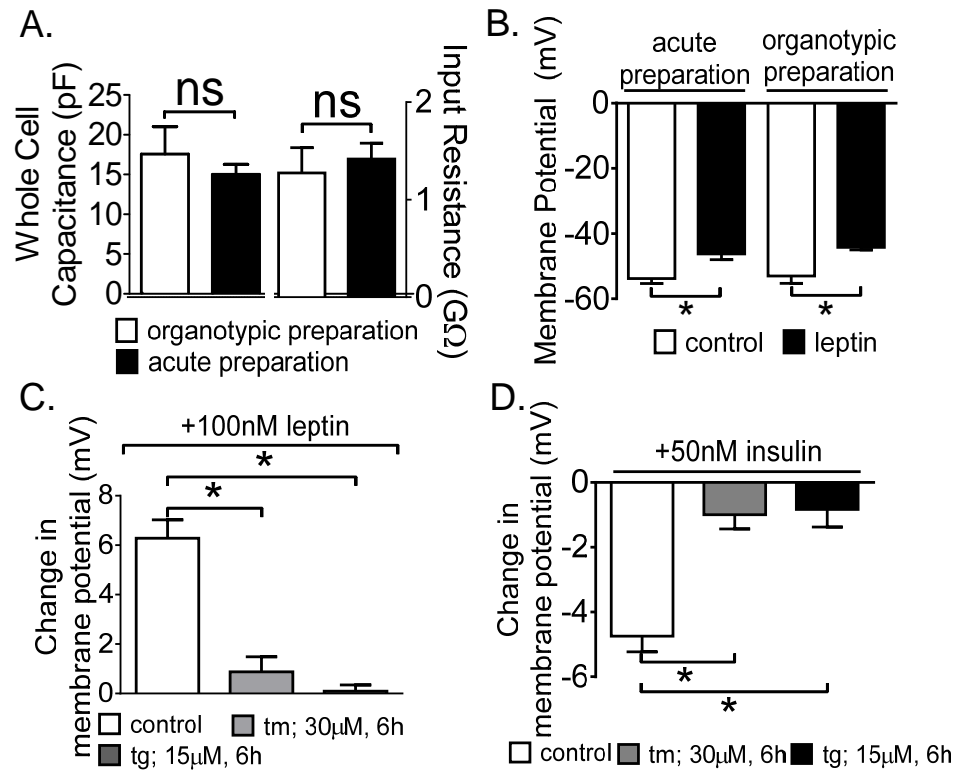 A.
Whole Cell
Capacitance (pF)
25
20
15
10
5
0
ns
ns
2
1
0
Input Resistance (GΩ)
organotypic preparation
acute preparation
B.
Membrane Potential (mV)
acute
preparation
organotypic
preparation
0
-20
-40
-60
*
*
control
leptin
C.
Change in
membrane potential (mV)
+100nM leptin
*
*
8
6
4
2
0
control
tm; 30µM, 6h
tg; 15µM, 6h
D.
Change in
membrane potential (mV)
+50nM insulin
0
-2
-4
-6
*
*
control
tm; 30µM, 6h
tg; 15µM, 6h